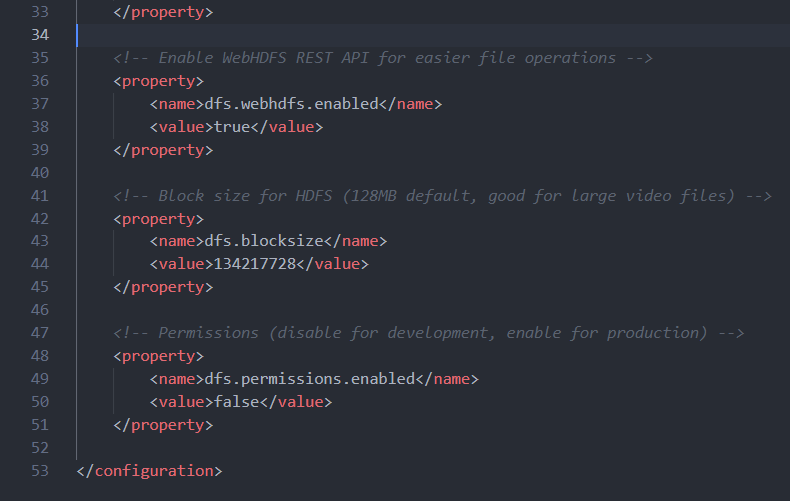 33 </property>
34
35 <!-- Enable WebHDFS REST API for easier file operations -->
36 <property>
37 <name>dfs.webhdfs.enabled</name>
38 <value>true</value>
39 </property>
40
41 <!-- Block size for HDFS (128MB default, good for large video files) -->
42 <property>
43 <name>dfs.blocksize</name>
44 <value>134217728</value>
45 </property>
46
47 <!-- Permissions (disable for development, enable for production) -->
48 <property>
49 <name>dfs.permissions.enabled</name>
50 <value>false</value>
51 </property>
52
53 </configuration>